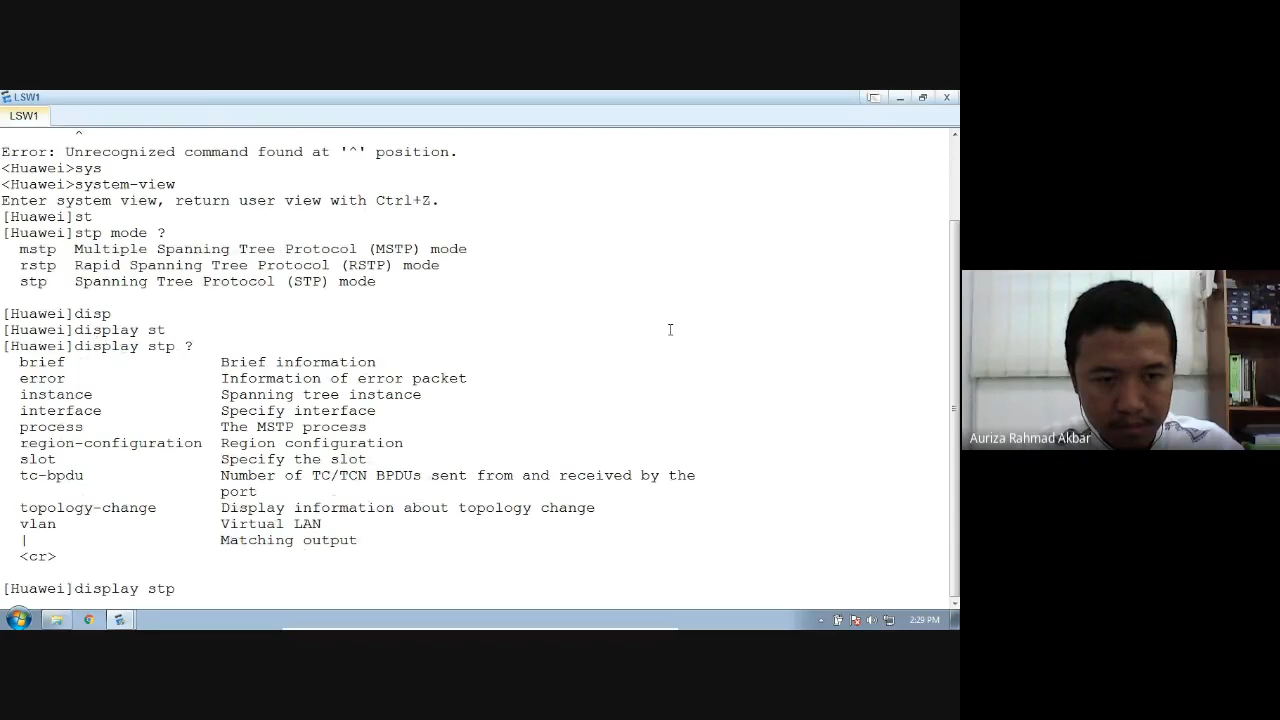 LSW1
LSW1
^
Error: Unrecognized command found at '^' position.
<Huawei>sys
<Huawei>system-view
Enter system view, return user view with Ctrl+Z.
[Huawei]st
[Huawei]stp mode ?
mstp Multiple Spanning Tree Protocol (MSTP) mode
rstp Rapid Spanning Tree Protocol (RSTP) mode
stp Spanning Tree Protocol (STP) mode
[Huawei]disp
[Huawei]display st
[Huawei]display stp ?
brief Brief information
error Information of error packet
instance Spanning tree instance
interface Specify interface
process The MSTP process
region-configuration Region configuration
slot Specify the slot
tc-bpdu Number of TC/TCN BPDUs sent from and received by the
port
topology-change Display information about topology change
vlan Virtual LAN
| Matching output
<cr>
[Huawei]display stp
2:29 PM
Auriza Rahmad Akbar